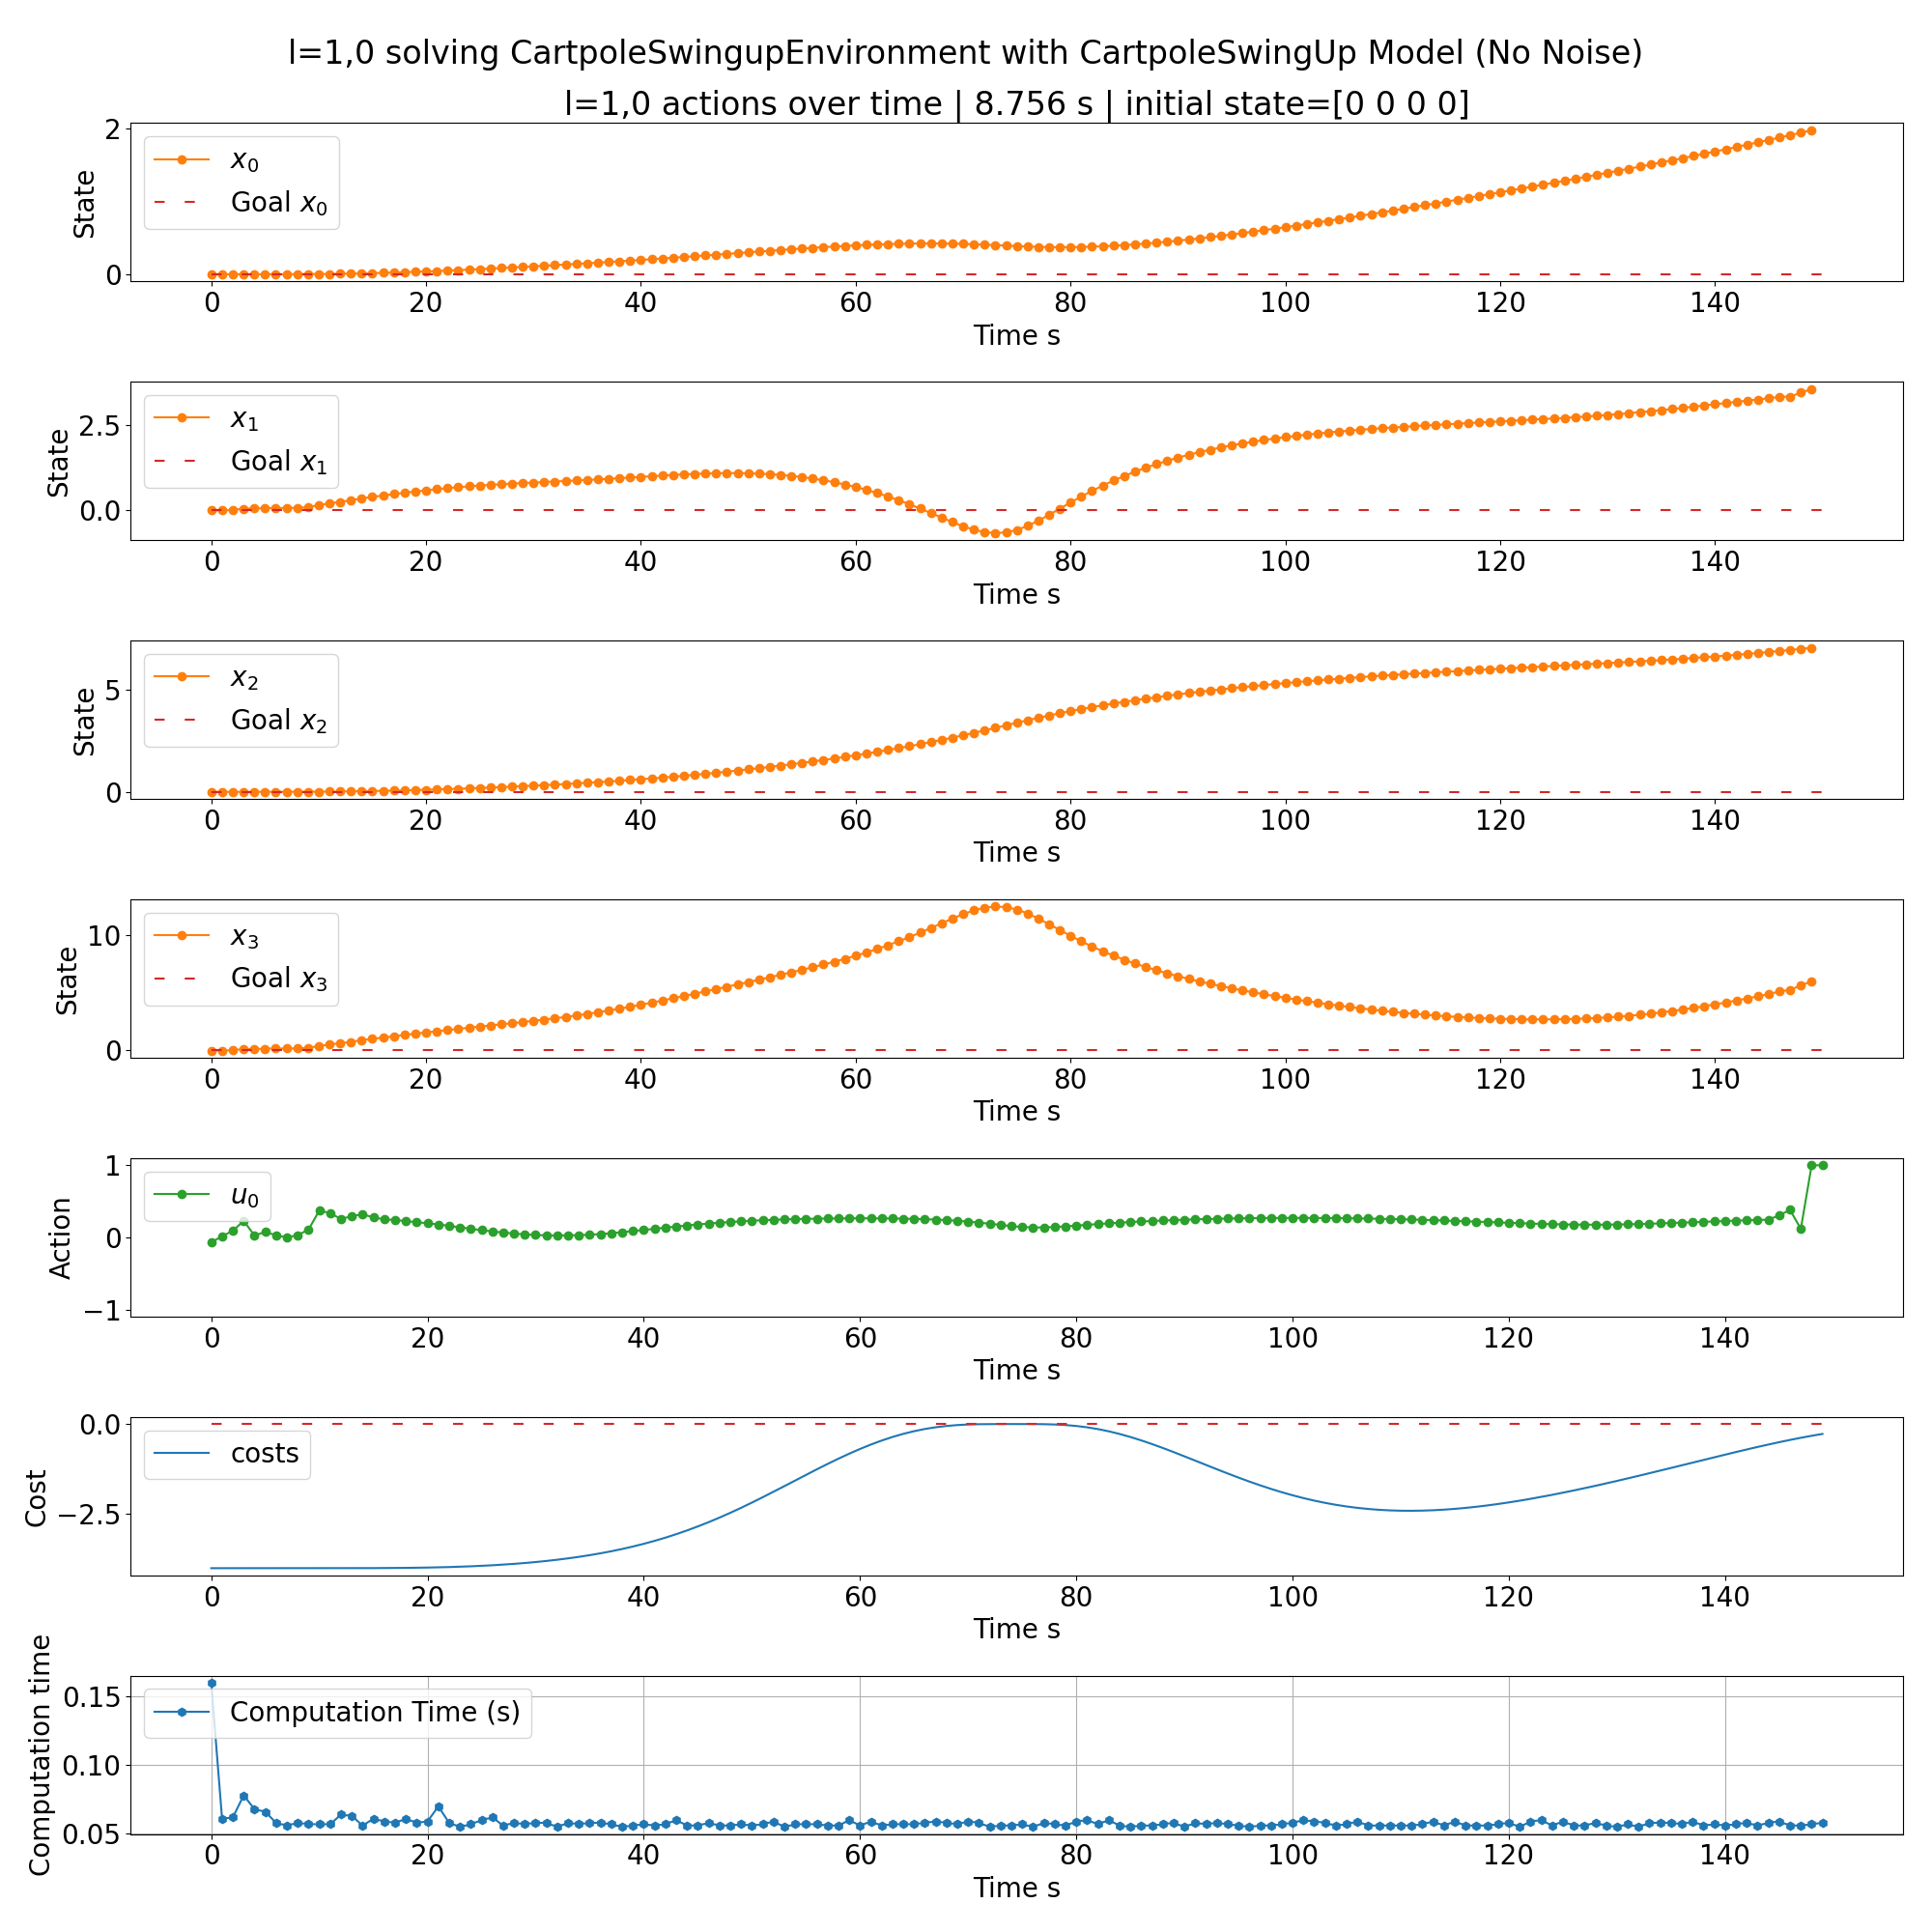 l=1,0 solving CartpoleSwingupEnvironment with CartpoleSwingUp Model (No Noise)
l=1,0 actions over time | 8.756 s | initial state=[0 0 0 0]
State
2
0
x₀
Goal x₀
0 20 40 60 80 100 120 140
Time s
State
2.5
0.0
x₁
Goal x₁
0 20 40 60 80 100 120 140
Time s
State
5
0
x₂
Goal x₂
0 20 40 60 80 100 120 140
Time s
State
10
0
x₃
Goal x₃
0 20 40 60 80 100 120 140
Time s
Action
1
0
−1
u₀
0 20 40 60 80 100 120 140
Time s
Cost
0.0
−2.5
costs
0 20 40 60 80 100 120 140
Time s
Computation time
0.15
0.10
0.05
Computation Time (s)
0 20 40 60 80 100 120 140
Time s